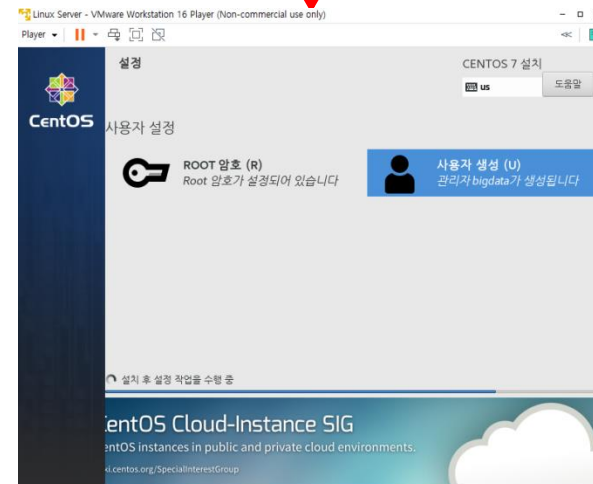 Linux Server - VMware Workstation 16 Player (Non-commercial use only)
Player
설정
CENTOS 7 설치
us
도움말
CentOS
사용자 설정
ROOT 암호 (R)
Root 암호가 설정되어 있습니다
사용자 생성 (U)
관리자 bigdata가 생성됩니다
설치 후 설정 작업을 수행 중
entOS Cloud-Instance SIG
entOS instances in public and private cloud environments.
ki.centos.org/SpecialInterestGroup